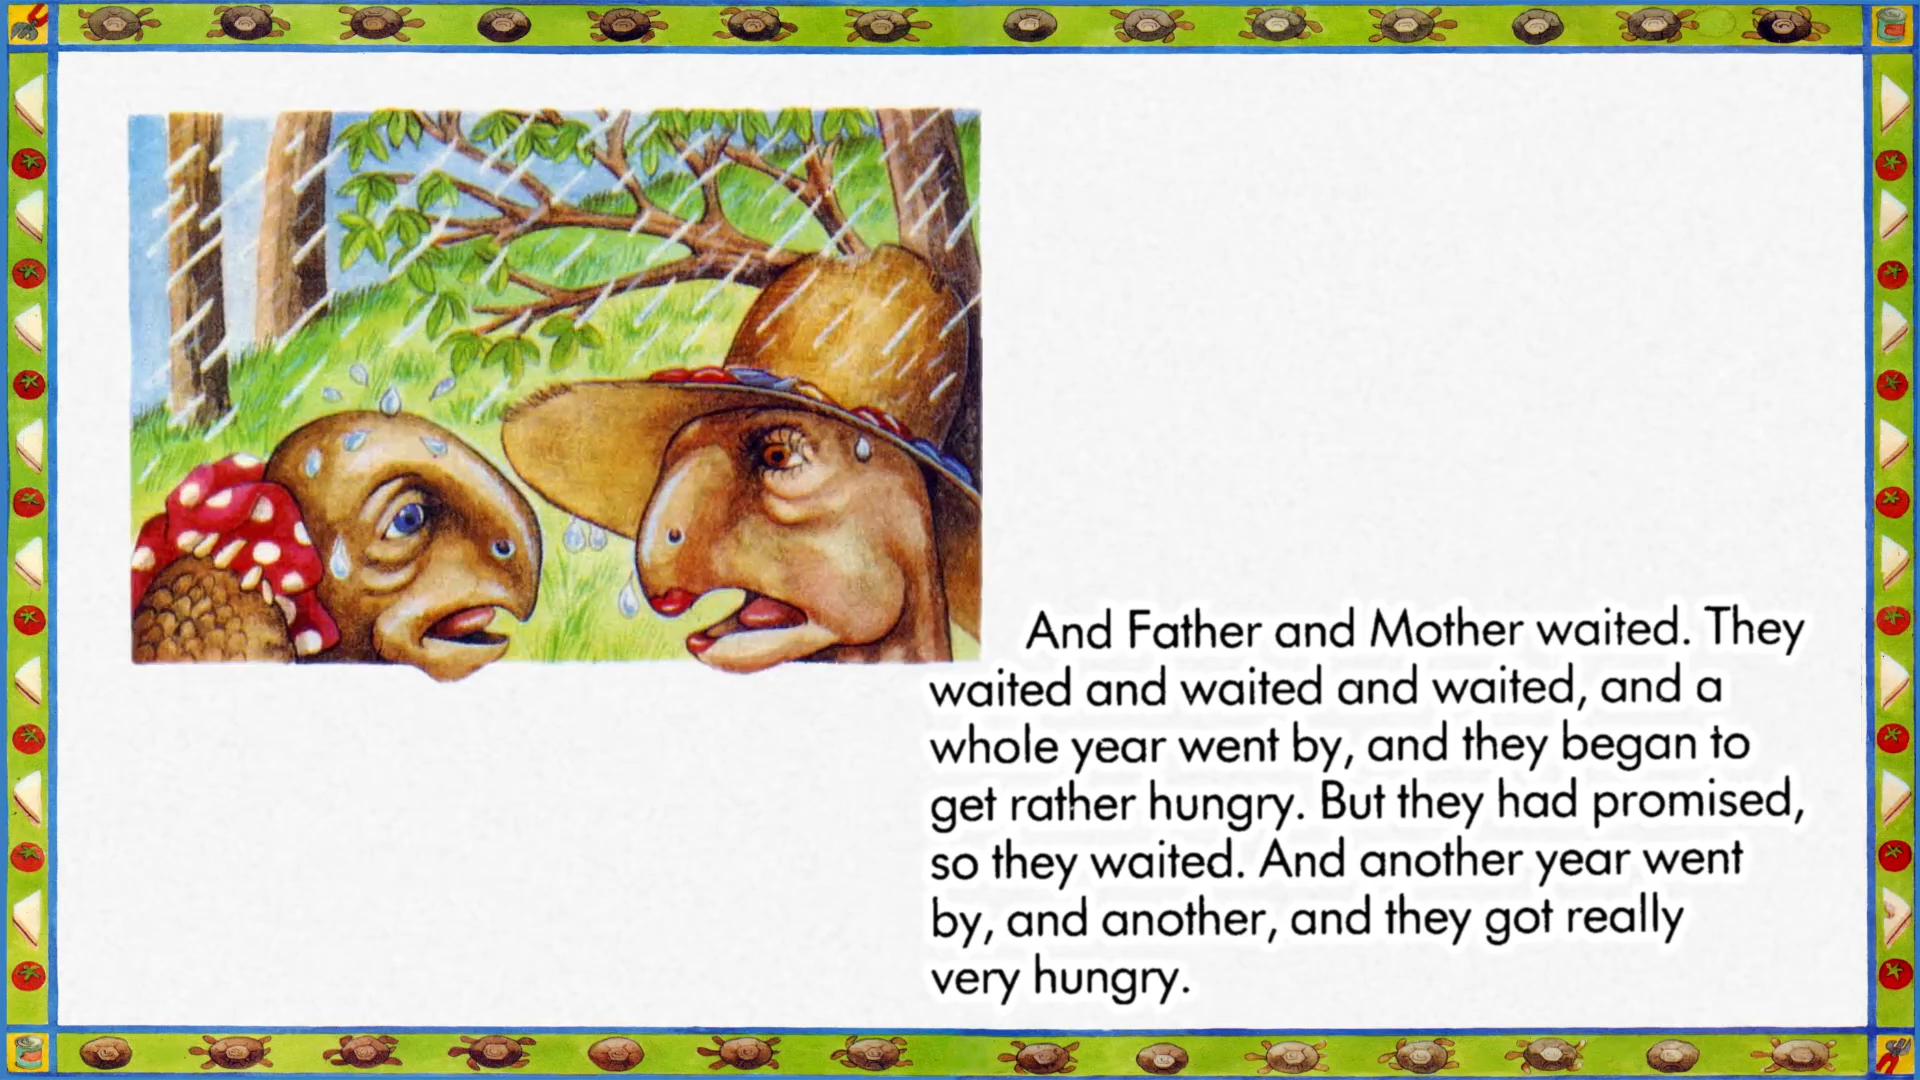 And Father and Mother waited. They
waited and waited and waited, and a
whole year went by, and they began to
get rather hungry. But they had promised,
so they waited. And another year went
by, and another, and they got really
very hungry.